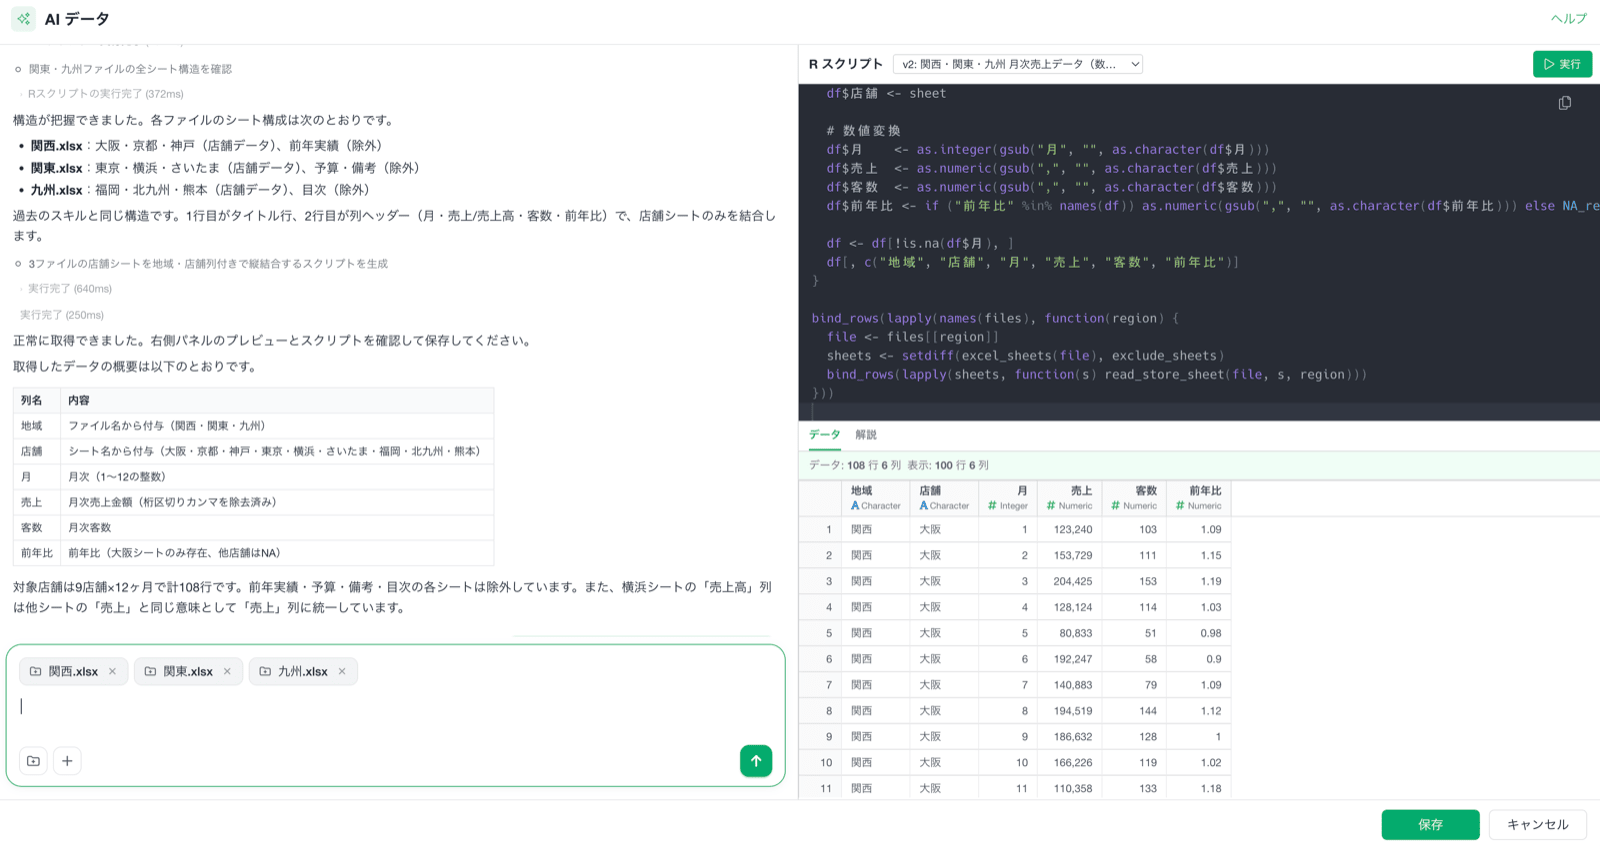 AI データ
ヘルプ
関東・九州ファイルの全シート構造を確認
Rスクリプトの実行完了 (372ms)
構造が把握できました。各ファイルのシート構成は次のとおりです。
• 関西.xlsx：大阪・京都・神戸（店舗データ）、前年実績（除外）
• 関東.xlsx：東京・横浜・さいたま（店舗データ）、予算・備考（除外）
• 九州.xlsx：福岡・北九州・熊本（店舗データ）、目次（除外）
過去のスキルと同じ構造です。1行目がタイトル行、2行目が列ヘッダー（月・売上/売上高・客数・前年比）で、店舗シートのみを結合し
ます。
3ファイルの店舗シートを地域・店舗列付きで縦結合するスクリプトを生成
実行完了 (640ms)
実行完了 (250ms)
正常に取得できました。右側パネルのプレビューとスクリプトを確認して保存してください。
取得したデータの概要は以下のとおりです。
列名 内容
地域 ファイル名から付与（関西・関東・九州）
店舗 シート名から付与（大阪・京都・神戸・東京・横浜・さいたま・福岡・北九州・熊本）
月 月次（1〜12の整数）
売上 月次売上金額（桁区切りカンマを除去済み）
客数 月次客数
前年比 前年比（大阪シートのみ存在、他店舗はNA）
対象店舗は9店舗×12ヶ月で計108行です。前年実績・予算・備考・目次の各シートは除外しています。また、横浜シートの「売上高」列
は他シートの「売上」と同じ意味として「売上」列に統一しています。
関西.xlsx ×
関東.xlsx ×
九州.xlsx ×
R スクリプト
v2: 関西・関東・九州 月次売上データ（数...
実行
df$店舗 <- sheet
# 数値変換
df$月    <- as.integer(gsub("月", "", as.character(df$月)))
df$売上  <- as.numeric(gsub(",", "", as.character(df$売上)))
df$客数  <- as.numeric(gsub(",", "", as.character(df$客数)))
df$前年比 <- if ("前年比" %in% names(df)) as.numeric(gsub(",", "", as.character(df$前年比))) else NA_re
df <- df[!is.na(df$月), ]
df[, c("地域", "店舗", "月", "売上", "客数", "前年比")]
}
bind_rows(lapply(names(files), function(region) {
file <- files[[region]]
sheets <- setdiff(excel_sheets(file), exclude_sheets)
bind_rows(lapply(sheets, function(s) read_store_sheet(file, s, region)))
}))
データ 解説
データ: 108 行 6 列 表示: 100 行 6 列
地域 店舗 月 売上 客数 前年比
A Character A Character # Integer # Numeric # Numeric # Numeric
1 関西 大阪 1 123,240 103 1.09
2 関西 大阪 2 153,729 111 1.15
3 関西 大阪 3 204,425 153 1.19
4 関西 大阪 4 128,124 114 1.03
5 関西 大阪 5 80,833 51 0.98
6 関西 大阪 6 192,247 58 0.9
7 関西 大阪 7 140,883 79 1.09
8 関西 大阪 8 194,519 144 1.12
9 関西 大阪 9 186,632 128 1
10 関西 大阪 10 166,226 119 1.02
11 関西 大阪 11 110,358 133 1.18
保存
キャンセル